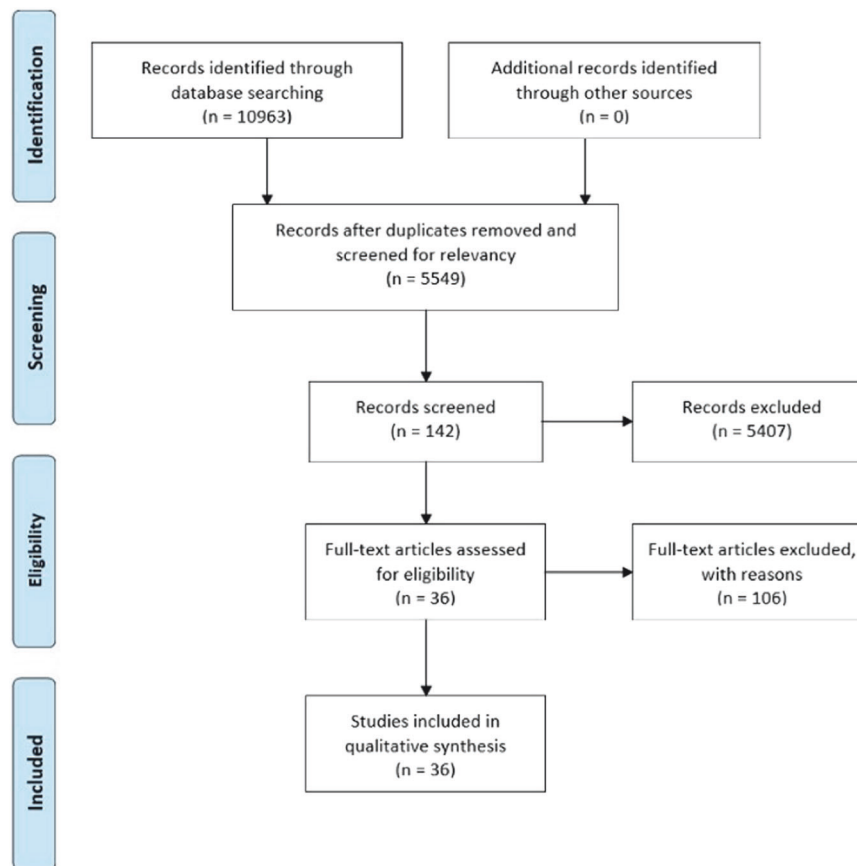 Identification
Records identified through
database searching
(n = 10963)
Additional records identified
through other sources
(n = 0)
Screening
Records after duplicates removed and
screened for relevancy
(n = 5549)
Records screened
(n = 142)
Records excluded
(n = 5407)
Eligibility
Full-text articles assessed
for eligibility
(n = 36)
Full-text articles excluded,
with reasons
(n = 106)
Included
Studies included in
qualitative synthesis
(n = 36)